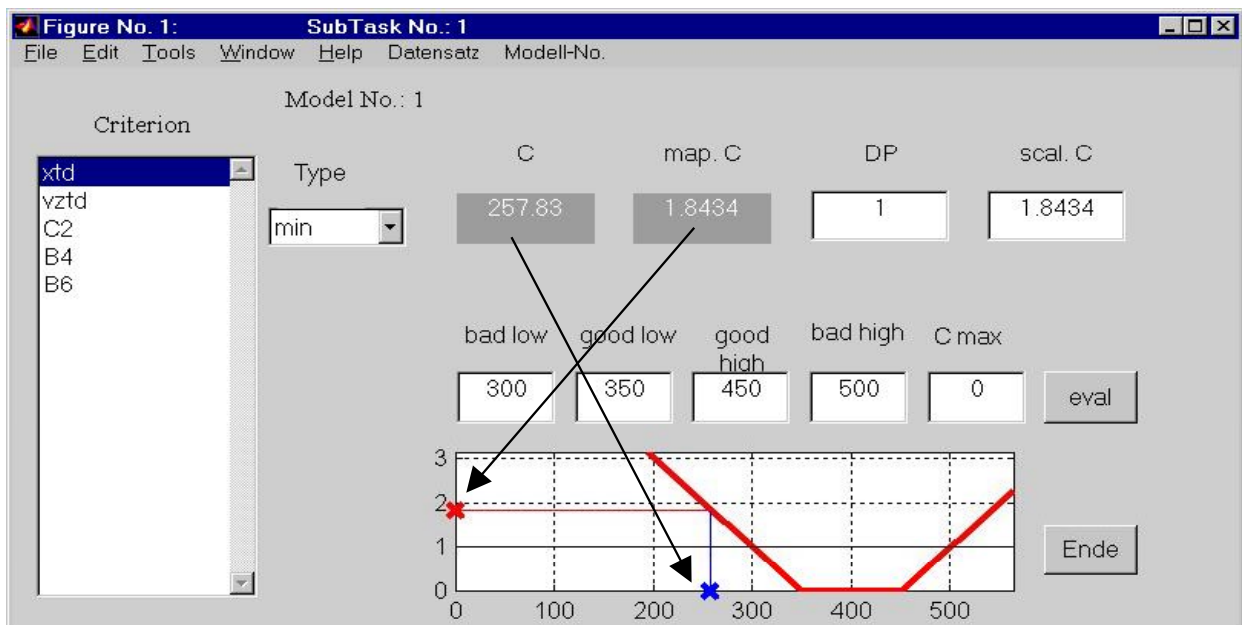 Figure No. 1: SubTask No.: 1
File Edit Tools Window Help Datensatz Modell-No.
Model No.: 1
Criterion
xtd
vztd
C2
B4
B6
Type
min
C map. C DP scal. C
257.83 1.8434 1 1.8434
bad low good low good high bad high C max
300 350 450 500 0
eval
3
2
1
0
0 100 200 300 400 500
Ende